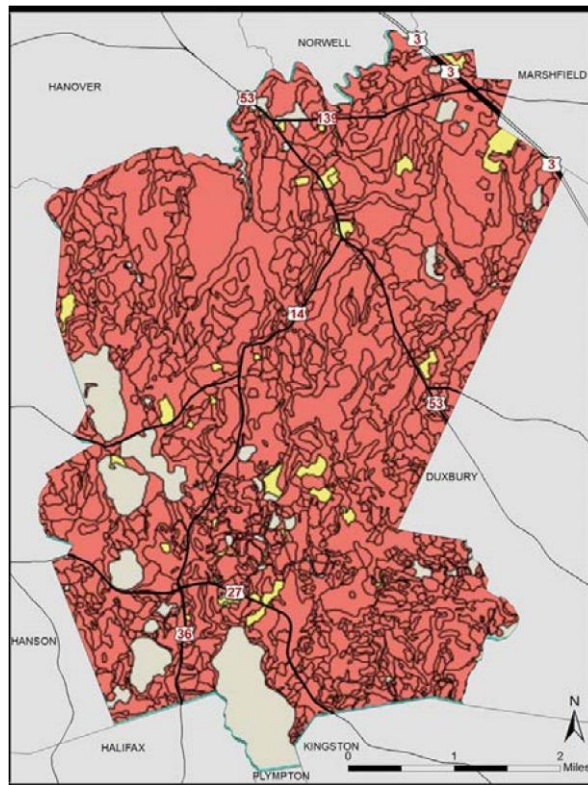 3
NORWELL
3
MARSHFIELD
HANOVER
53
139
3
14
53
DUXBURY
27
HANSON
36
N
HALIFAX
KINGSTON
0 1 2
Miles
PLYMPTON